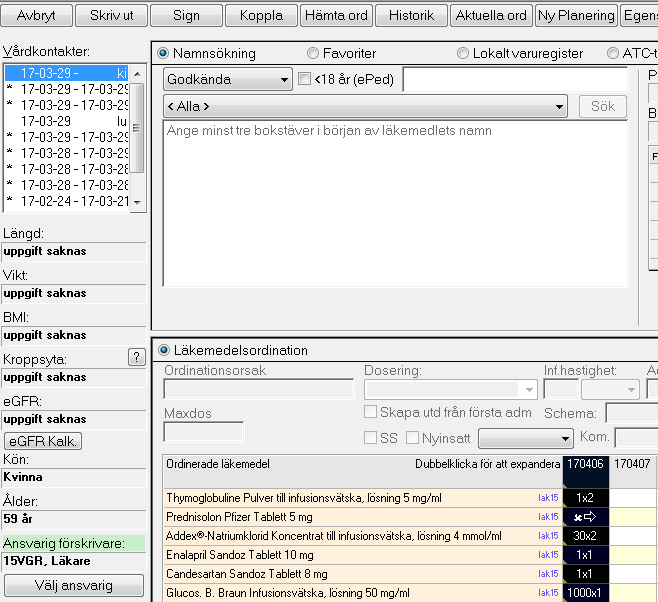 Avbryt Skriv ut Sign Koppla Hämta ord Historik Aktuella ord Ny Planering Egens
Vårdkontakter:
17-03-29 - ki
* 17-03-29 - 17-03-29
* 17-03-29 - 17-03-29
17-03-29 lu
* 17-03-29 - 17-03-29
* 17-03-28 - 17-03-29
* 17-03-28 - 17-03-28
* 17-03-28 - 17-03-28
* 17-02-24 - 17-03-21
Längd:
uppgift saknas
Vikt:
uppgift saknas
BMI:
uppgift saknas
Kroppsyta: ?
uppgift saknas
eGFR:
uppgift saknas
eGFR Kalk.
Kön:
Kvinna
Ålder:
59 år
Ansvarig förskrivare:
15VGR, Läkare
Välj ansvarig
Namnsökning Favoriter Lokalt varuregister ATC-t
Godkända <18 år (ePed)
< Alla > Sök
Ange minst tre bokstäver i början av läkemedlets namn
P
B
F
Läkemedelsordination
Ordinationsorsak Dosering: Inf.hastighet: Ad
Maxdos Skapa utd från första adm Schema:
SS Nyinsatt Kom.
Ordinerade läkemedel Dubbelklicka för att expandera 170406 170407
Thymoglobuline Pulver till infusionsvätska, lösning 5 mg/ml lak15 1x2
Prednisolon Pfizer Tablett 5 mg lak15
Addex®-Natriumklorid Koncentrat till infusionsvätska, lösning 4 mmol/ml lak15 30x2
Enalapril Sandoz Tablett 10 mg lak15 1x1
Candesartan Sandoz Tablett 8 mg lak15 1x1
Glucos. B. Braun Infusionsvätska, lösning 50 mg/ml lak15 1000x1